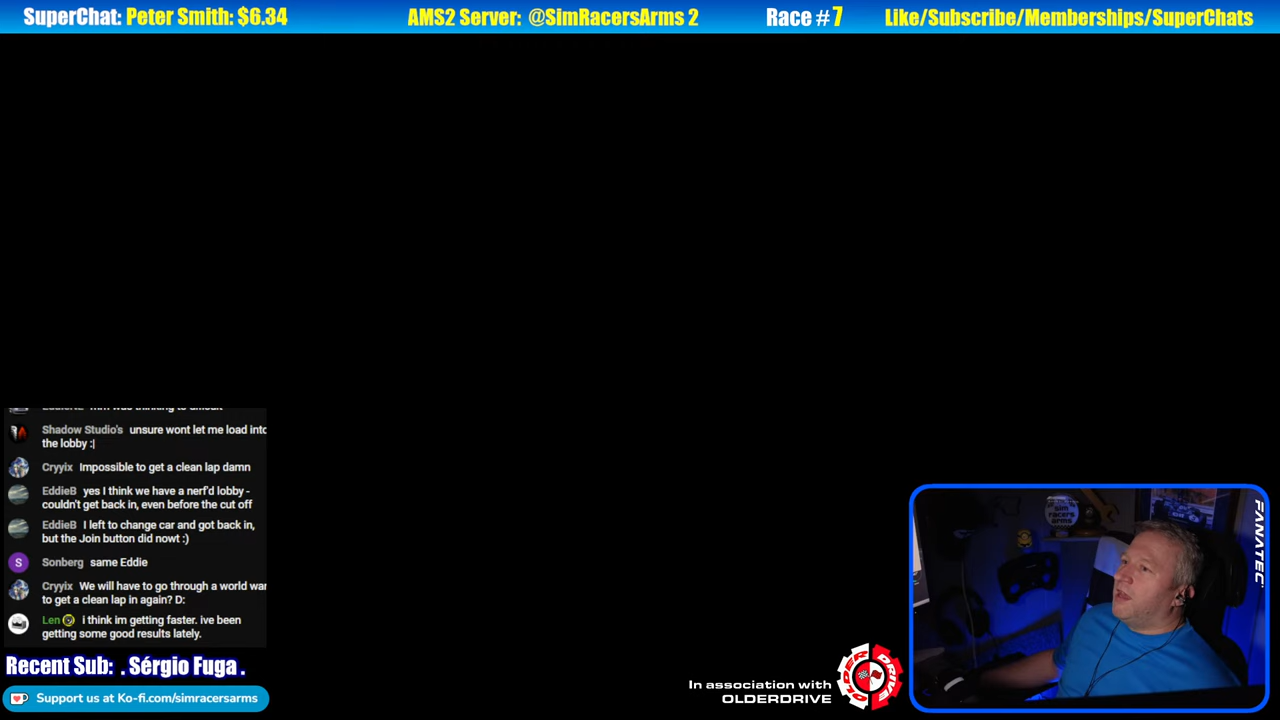 SuperChat: Peter Smith: $6.34
AMS2 Server: @SimRacersArms 2
Race #7
Like/Subscribe/Memberships/SuperChats
Shadow Studio's unsure wont let me load into
the lobby :|
Cryyix Impossible to get a clean lap damn
EddieB yes I think we have a nerf'd lobby -
couldn't get back in, even before the cut off
EddieB I left to change car and got back in,
but the Join button did nowt :)
S
Sonberg same Eddie
Cryyix We will have to go through a world war
to get a clean lap in again? D:
Len i think im getting faster. ive been
getting some good results lately.
Recent Sub: . Sérgio Fuga .
Support us at Ko-fi.com/simracersarms
In association with
OLDERDRIVE
OLDER DRIVE
sim
racers
arms
FANATEC